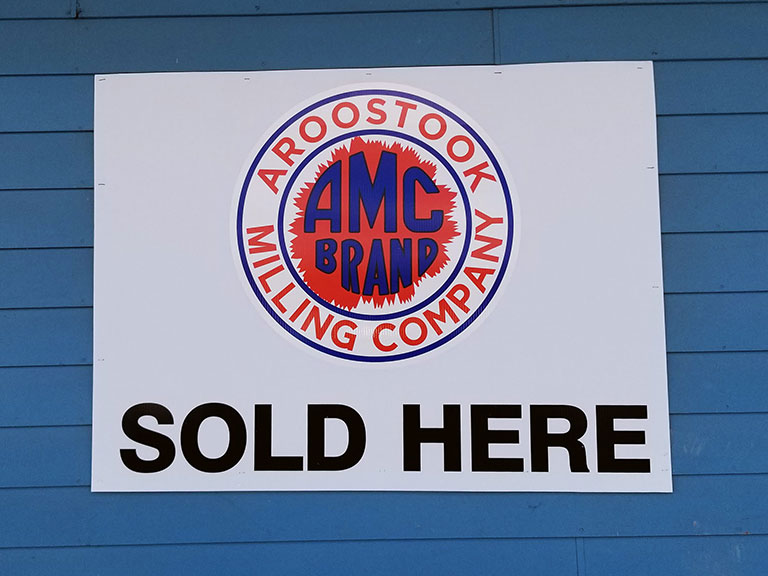 AROOSTOOK
AMC
BRAND
MILLING COMPANY
SOLD HERE